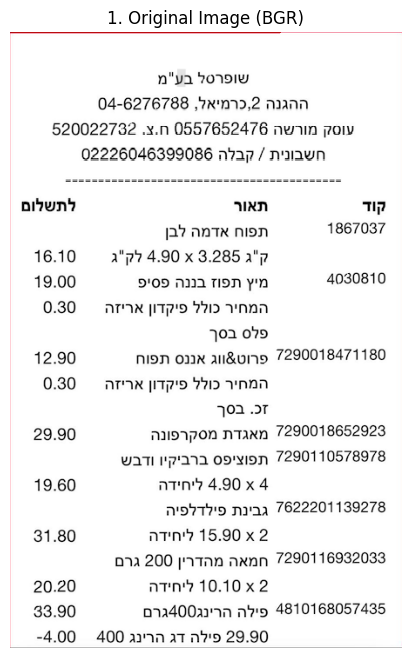 1. Original Image (BGR)
שופרסל בע"מ
ההגנה 2,כרמיאל, 04-6276788
עוסק מורשה 0557652476 ח.צ. 520022732
חשבונית / קבלה 02226046399086
------------------------------------------
קוד תאור לתשלום
1867037 תפוח אדמה לבן
ק"ג 3.285 x 4.90 לק"ג 16.10
4030810 מיץ תפוז בננה פסיפ 19.00
המחיר כולל פיקדון אריזה 0.30
פלס בסך
7290018471180 פרוט&ווג אננס תפוח 12.90
המחיר כולל פיקדון אריזה 0.30
זכ. בסך
7290018652923 מאגדת מסקרפונה 29.90
7290110578978 תפוציפס ברביקיו ודבש
4 x 4.90 ליחידה 19.60
7622201139278 גבינת פילדלפיה
2 x 15.90 ליחידה 31.80
7290116932033 חמאה מהדרין 200 גרם
2 x 10.10 ליחידה 20.20
4810168057435 פילה הרינג400גרם 33.90
29.90 פילה דג הרינג 400 -4.00